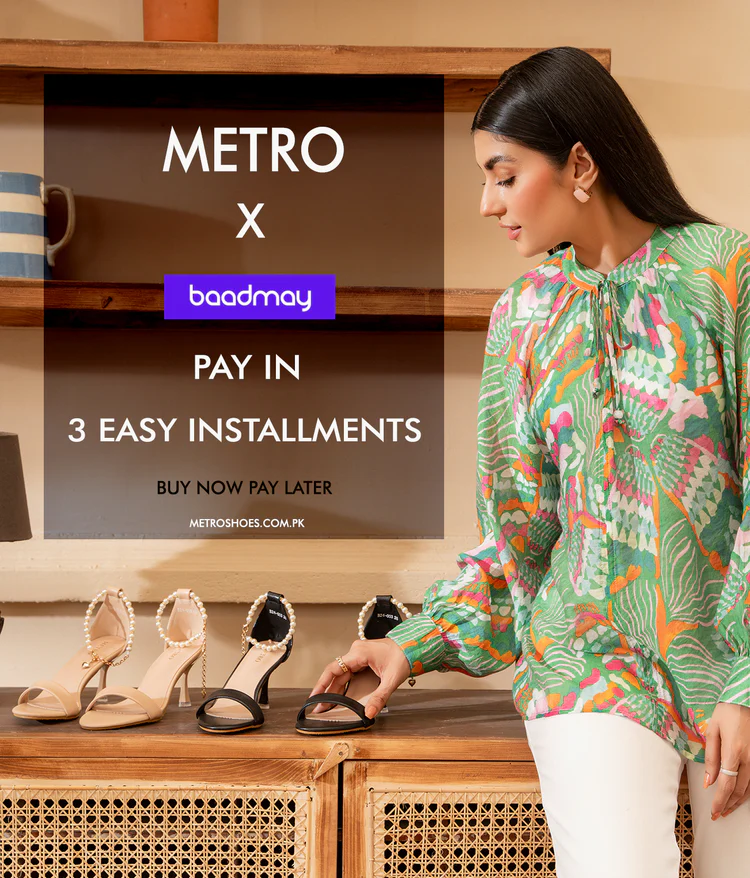 METRO
X
baadmay
PAY IN
3 EASY INSTALLMENTS
BUY NOW PAY LATER
METROSHOES.COM.PK